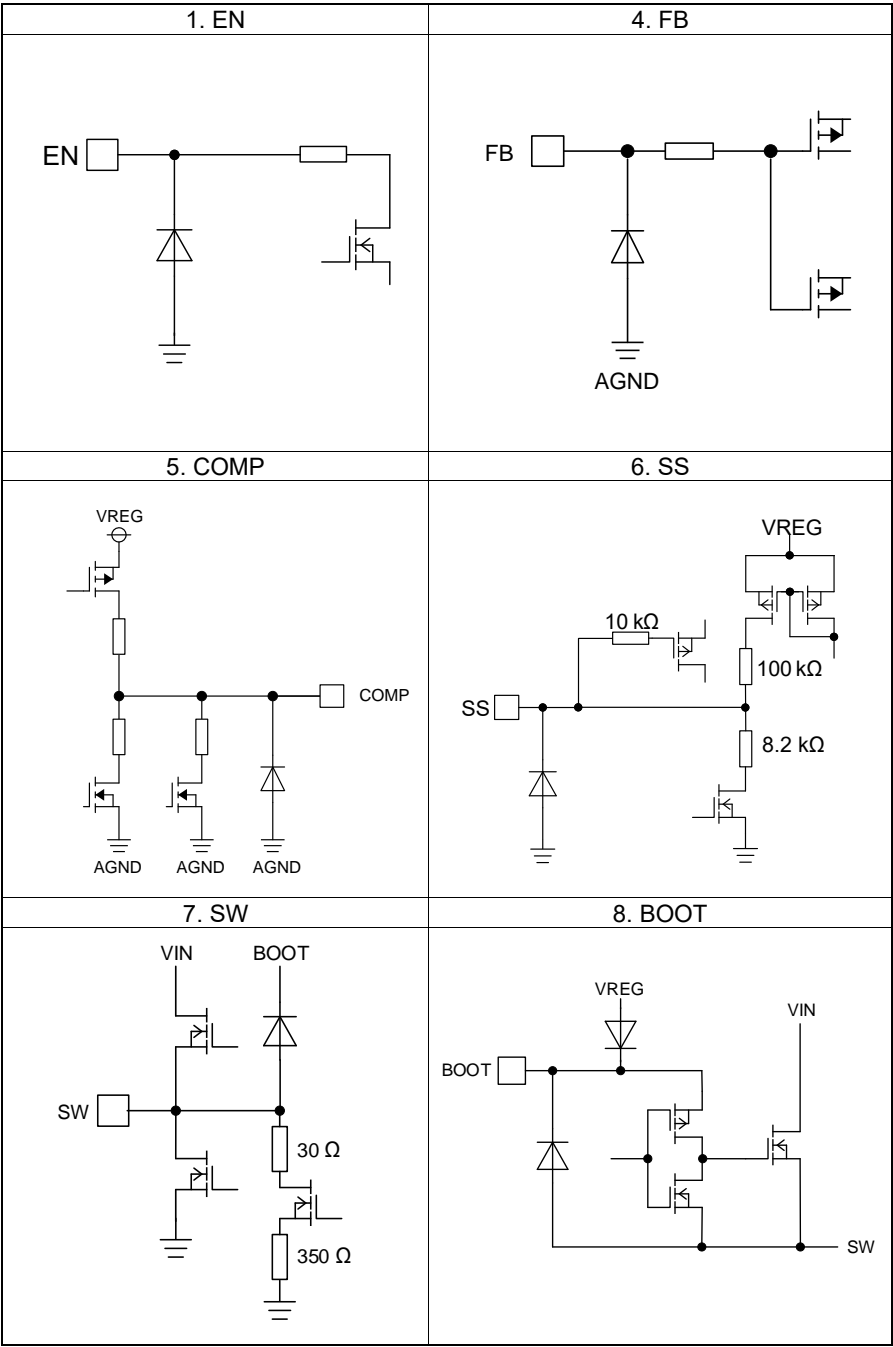 1. EN
4. FB
EN
FB
AGND
5. COMP
6. SS
VREG
COMP
AGND
AGND
AGND
VREG
10 kΩ
100 kΩ
SS
8.2 kΩ
7. SW
8. BOOT
VIN
BOOT
SW
30 Ω
350 Ω
VREG
VIN
BOOT
SW